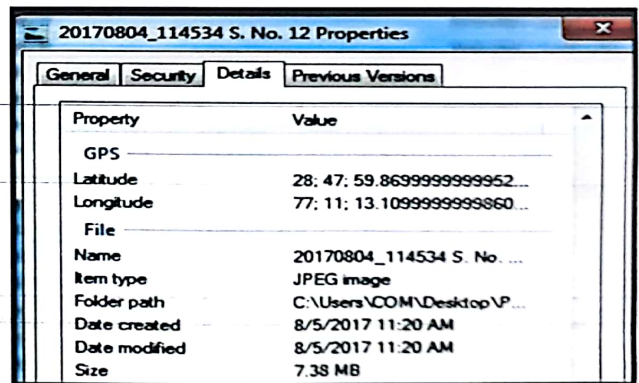 20170804_114534 S. No. 12 Properties
General Security Details Previous Versions
Property Value
GPS
Latitude 28; 47; 59.8699999999952...
Longitude 77; 11; 13.1099999999860...
File
Name 20170804_114534 S. No. ...
Item type JPEG image
Folder path C:\Users\COM\Desktop\P...
Date created 8/5/2017 11:20 AM
Date modified 8/5/2017 11:20 AM
Size 7.38 MB